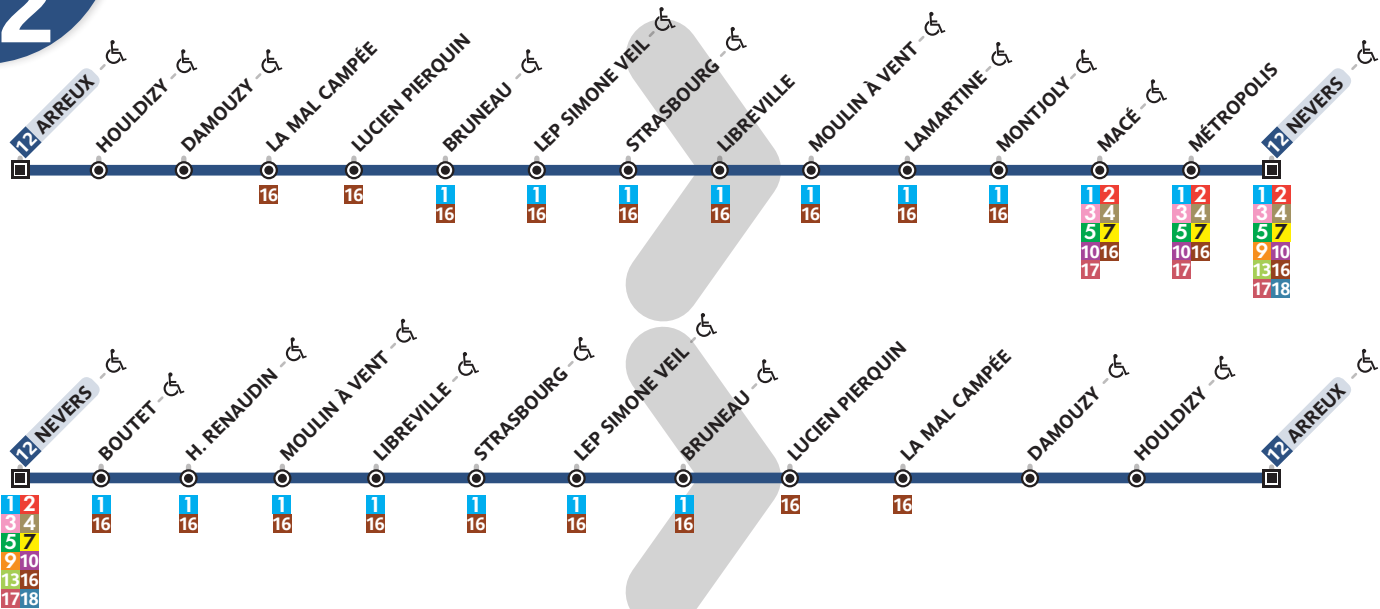 2
12 ARREUX
HOULDIZY
DAMOUZY
LA MAL CAMPÉE
LUCIEN PIERQUIN
BRUNEAU
LEP SIMONE VEIL
STRASBOURG
LIBREVILLE
MOULIN À VENT
LAMARTINE
MONTJOLY
MACÉ
MÉTROPOLIS
12 NEVERS
16
16
1
16
1
16
1
16
1
16
1
16
1
16
1
16
1 2
3 4
5 7
10 16
17
1 2
3 4
5 7
10 16
17
1 2
3 4
5 7
9 10
13 16
17 18
12 NEVERS
BOUTET
H. RENAUDIN
MOULIN À VENT
LIBREVILLE
STRASBOURG
LEP SIMONE VEIL
BRUNEAU
LUCIEN PIERQUIN
LA MAL CAMPÉE
DAMOUZY
HOULDIZY
12 ARREUX
1 2
3 4
5 7
9 10
13 16
17 18
1
16
1
16
1
16
1
16
1
16
1
16
1
16
16
16